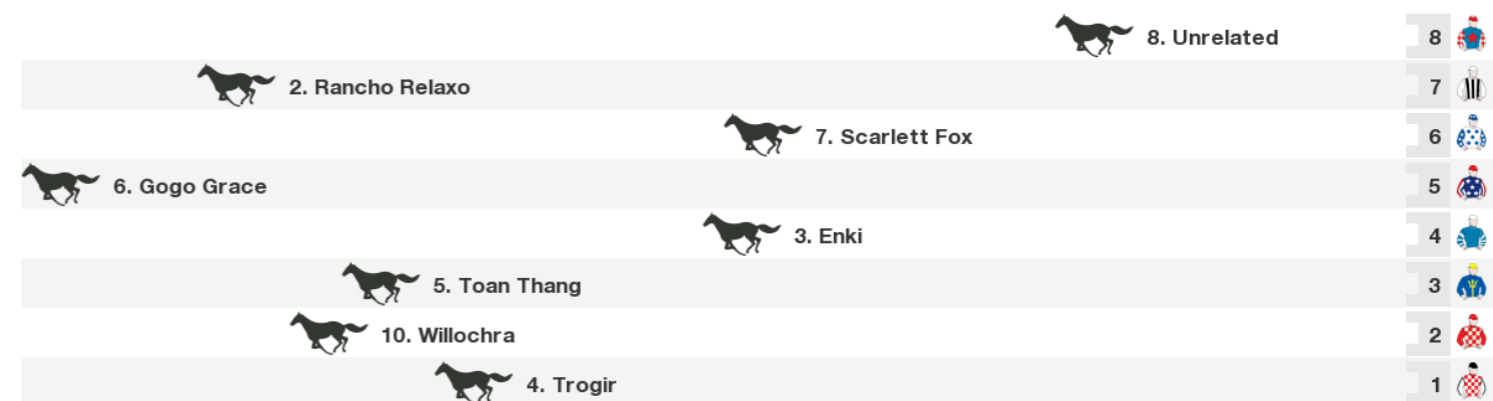 8. Unrelated 8
2. Rancho Relaxo 7
7. Scarlett Fox 6
6. Gogo Grace 5
3. Enki 4
5. Toan Thang 3
10. Willochra 2
4. Trogir 1